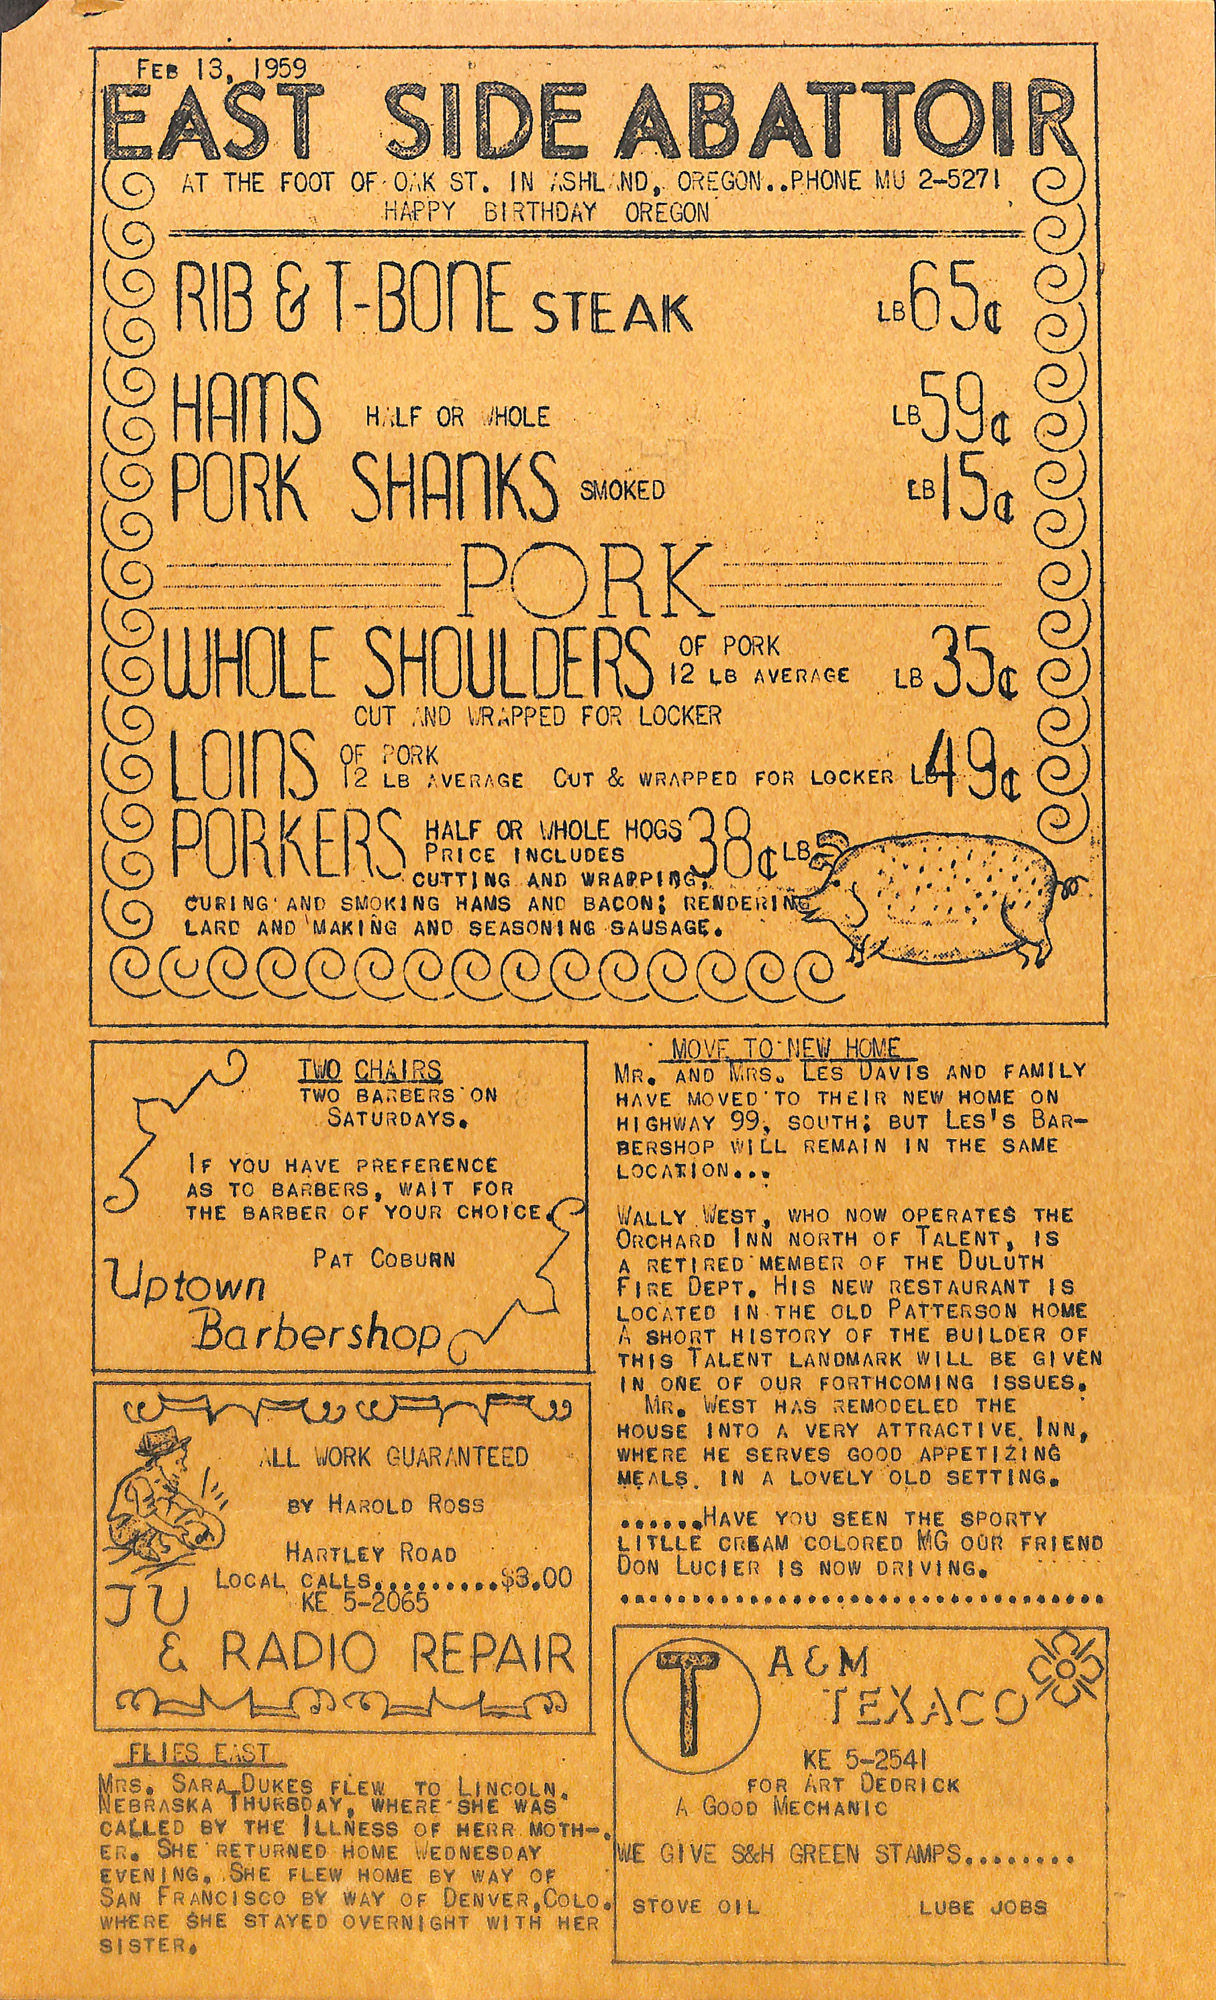 FEB 13, 1959
EAST SIDE ABATTOIR
AT THE FOOT OF OAK ST. IN ASHLAND, OREGON..PHONE MU 2-5271
HAPPY BIRTHDAY OREGON
RIB & T-BONE STEAK LB 65¢
HAMS HALF OR WHOLE LB 59¢
PORK SHANKS SMOKED LB 15¢
PORK
WHOLE SHOULDERS OF PORK
12 LB AVERAGE LB 35¢
CUT AND WRAPPED FOR LOCKER
LOINS OF PORK
12 LB AVERAGE CUT & WRAPPED FOR LOCKER LB 49¢
PORKERS HALF OR WHOLE HOGS 38¢ LB
PRICE INCLUDES
CUTTING AND WRAPPING,
CURING AND SMOKING HAMS AND BACON; RENDERING
LARD AND MAKING AND SEASONING SAUSAGE.
TWO CHAIRS
TWO BARBERS ON
SATURDAYS.
IF YOU HAVE PREFERENCE
AS TO BARBERS, WAIT FOR
THE BARBER OF YOUR CHOICE.
PAT COBURN
Uptown
Barbershop
ALL WORK GUARANTEED
BY HAROLD ROSS
HARTLEY ROAD
LOCAL CALLS..........$3.00
KE 5-2065
TV
& RADIO REPAIR
FLIES EAST
MRS. SARA DUKES FLEW TO LINCOLN.
NEBRASKA THURSDAY, WHERE SHE WAS
CALLED BY THE ILLNESS OF HERR MOTH-
ER. SHE RETURNED HOME WEDNESDAY
EVENING. SHE FLEW HOME BY WAY OF
SAN FRANCISCO BY WAY OF DENVER,COLO.
WHERE SHE STAYED OVERNIGHT WITH HER
SISTER.
MOVE TO NEW HOME
MR. AND MRS. LES DAVIS AND FAMILY
HAVE MOVED TO THEIR NEW HOME ON
HIGHWAY 99, SOUTH; BUT LES'S BAR-
BERSHOP WILL REMAIN IN THE SAME
LOCATION...
WALLY WEST, WHO NOW OPERATES THE
ORCHARD INN NORTH OF TALENT, IS
A RETIRED MEMBER OF THE DULUTH
FIRE DEPT. HIS NEW RESTAURANT IS
LOCATED IN THE OLD PATTERSON HOME
A SHORT HISTORY OF THE BUILDER OF
THIS TALENT LANDMARK WILL BE GIVEN
IN ONE OF OUR FORTHCOMING ISSUES.
MR. WEST HAS REMODELED THE
HOUSE INTO A VERY ATTRACTIVE INN,
WHERE HE SERVES GOOD APPETIZING
MEALS. IN A LOVELY OLD SETTING.
......HAVE YOU SEEN THE SPORTY
LITLLE CREAM COLORED MG OUR FRIEND
DON LUCIER IS NOW DRIVING.
..................................
T A&M
TEXACO
KE 5-2541
FOR ART DEDRICK
A GOOD MECHANIC
WE GIVE S&H GREEN STAMPS........
STOVE OIL LUBE JOBS